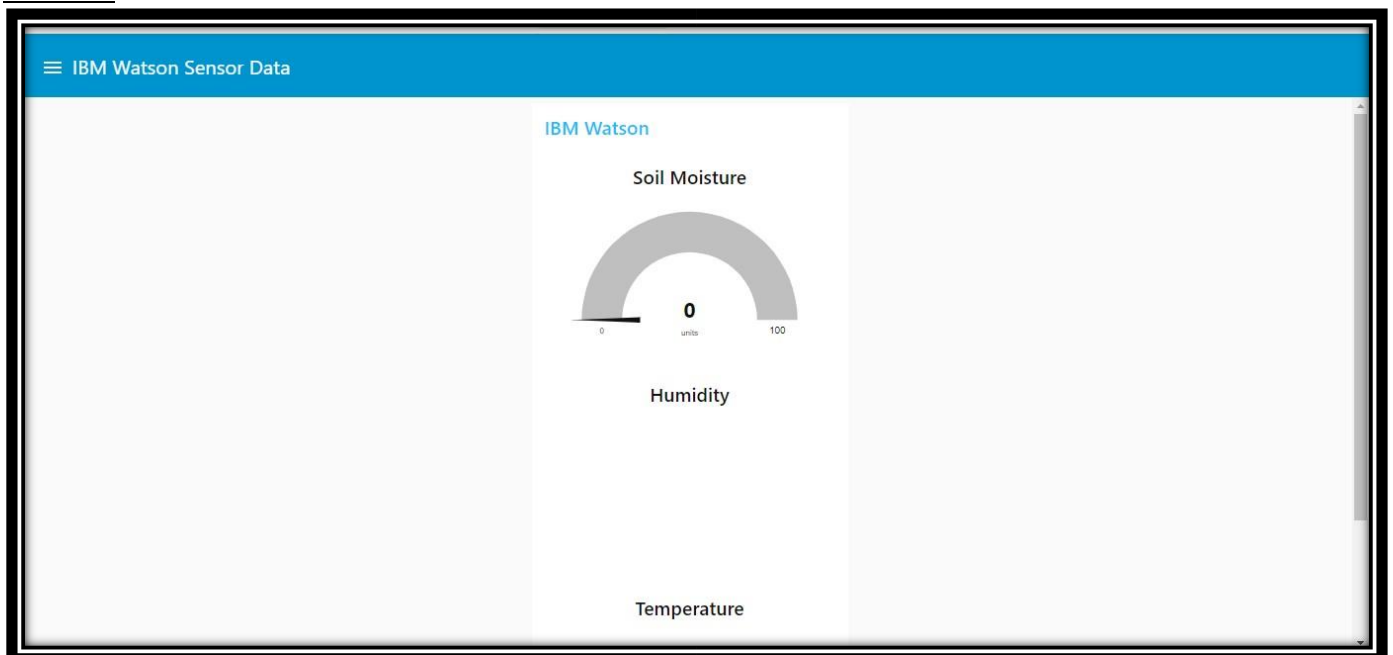 IBM Watson Sensor Data
IBM Watson
Soil Moisture
0
0 units 100
Humidity
Temperature